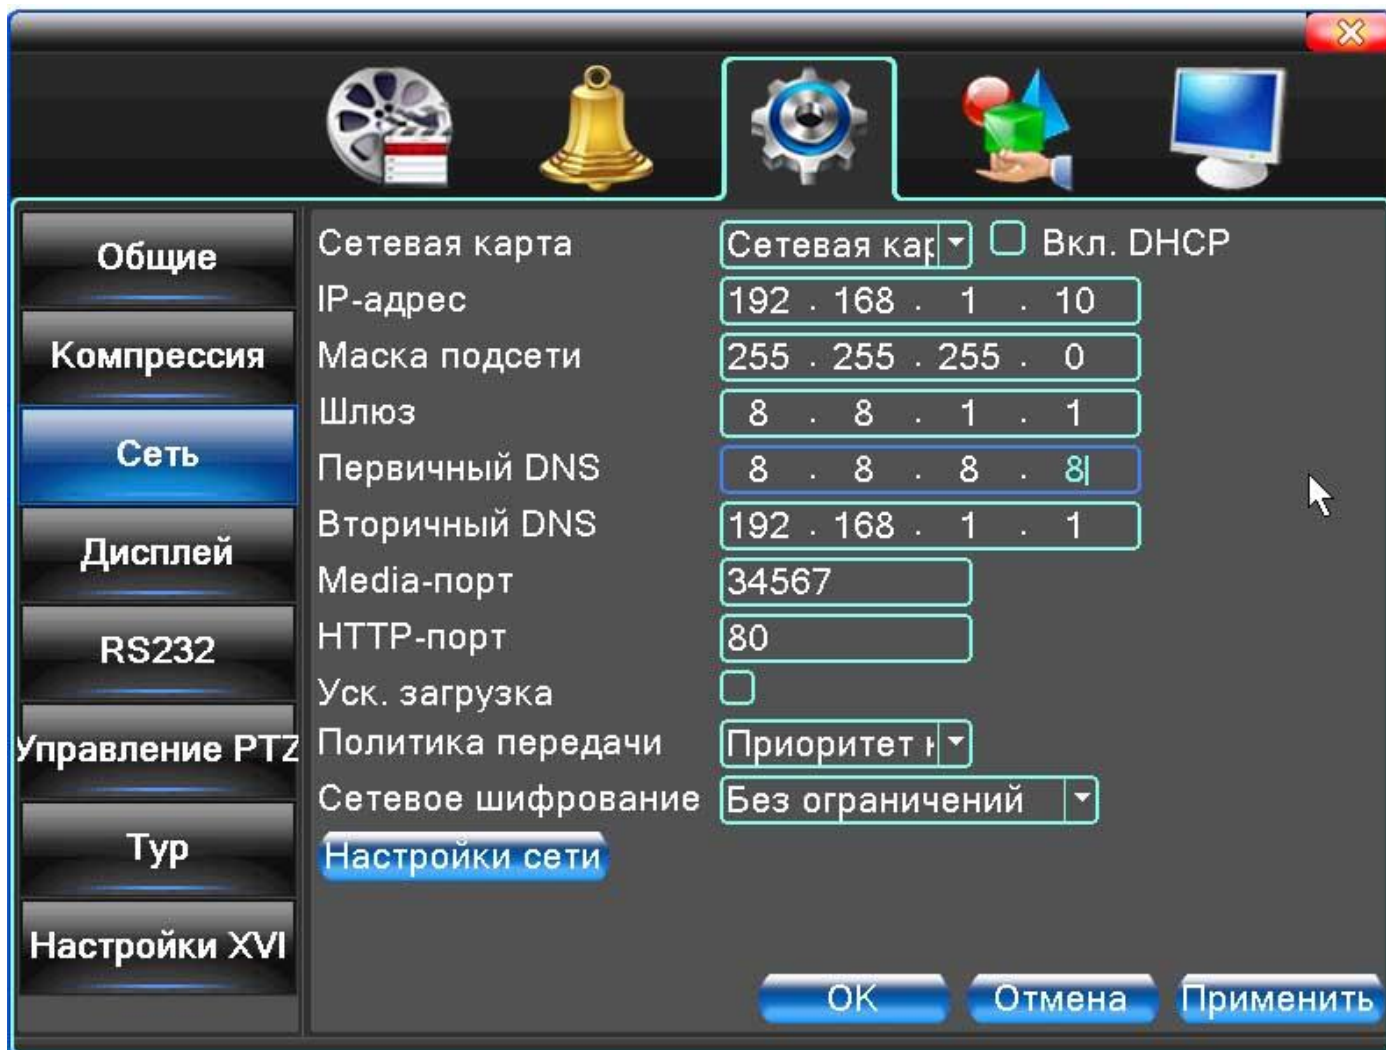 Общие
Компрессия
Сеть
Дисплей
RS232
Управление PTZ
Тур
Настройки XVI
Сетевая карта Сетевая кар Вкл. DHCP
IP-адрес 192 . 168 . 1 . 10
Маска подсети 255 . 255 . 255 . 0
Шлюз 8 . 8 . 1 . 1
Первичный DNS 8 . 8 . 8 . 8
Вторичный DNS 192 . 168 . 1 . 1
Media-порт 34567
HTTP-порт 80
Уск. загрузка
Политика передачи Приоритет
Сетевое шифрование Без ограничений
Настройки сети
OK Отмена Применить